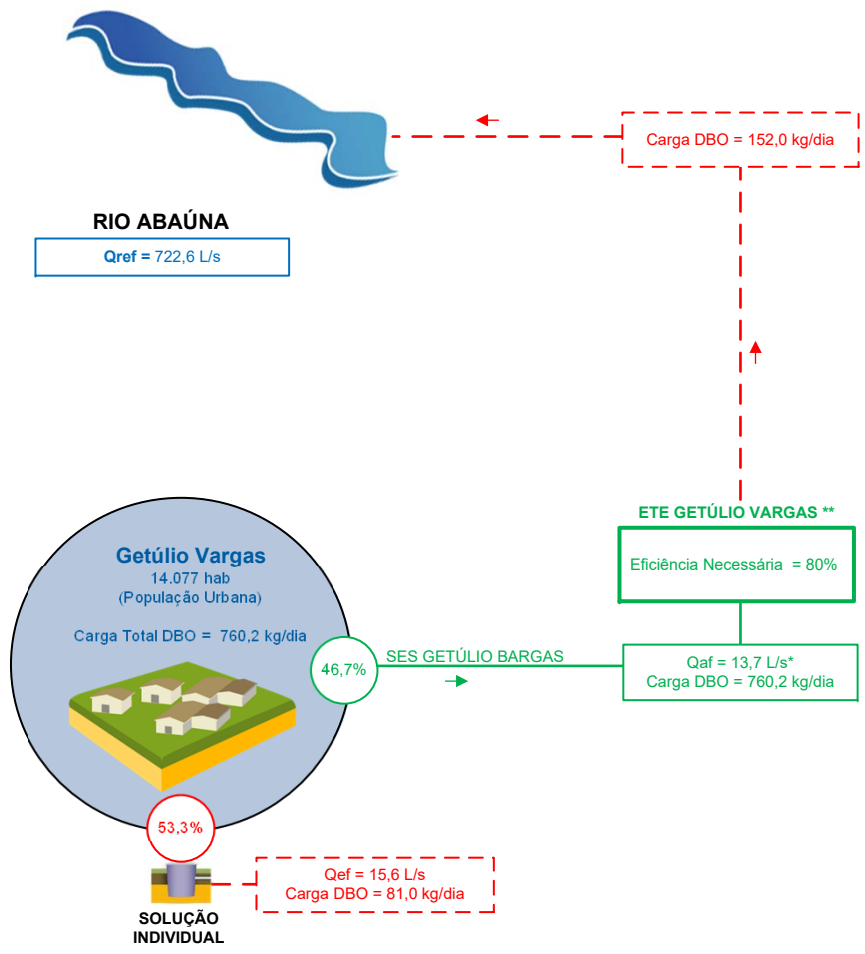 Carga DBO = 152,0 kg/dia
RIO ABAÚNA
Qref = 722,6 L/s
ETE GETÚLIO VARGAS **
Eficiência Necessária = 80%
Getúlio Vargas
14.077 hab
(População Urbana)
Carga Total DBO = 760,2 kg/dia
46,7%
SES GETÚLIO BARGAS
Qaf = 13,7 L/s*
Carga DBO = 760,2 kg/dia
53,3%
Qef = 15,6 L/s
Carga DBO = 81,0 kg/dia
SOLUÇÃO
INDIVIDUAL